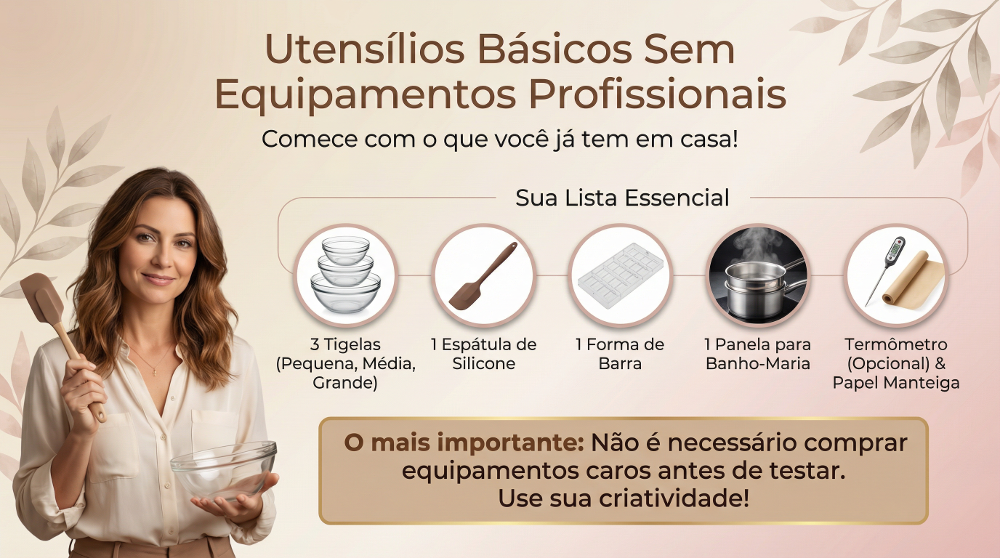 Utensílios Básicos Sem
Equipamentos Profissionais
Comece com o que você já tem em casa!
Sua Lista Essencial
3 Tigelas
(Pequena, Média,
Grande)
1 Espátula de
Silicone
1 Forma de
Barra
1 Panela para
Banho-Maria
Termômetro
(Opcional) &
Papel Manteiga
O mais importante: Não é necessário comprar
equipamentos caros antes de testar.
Use sua criatividade!